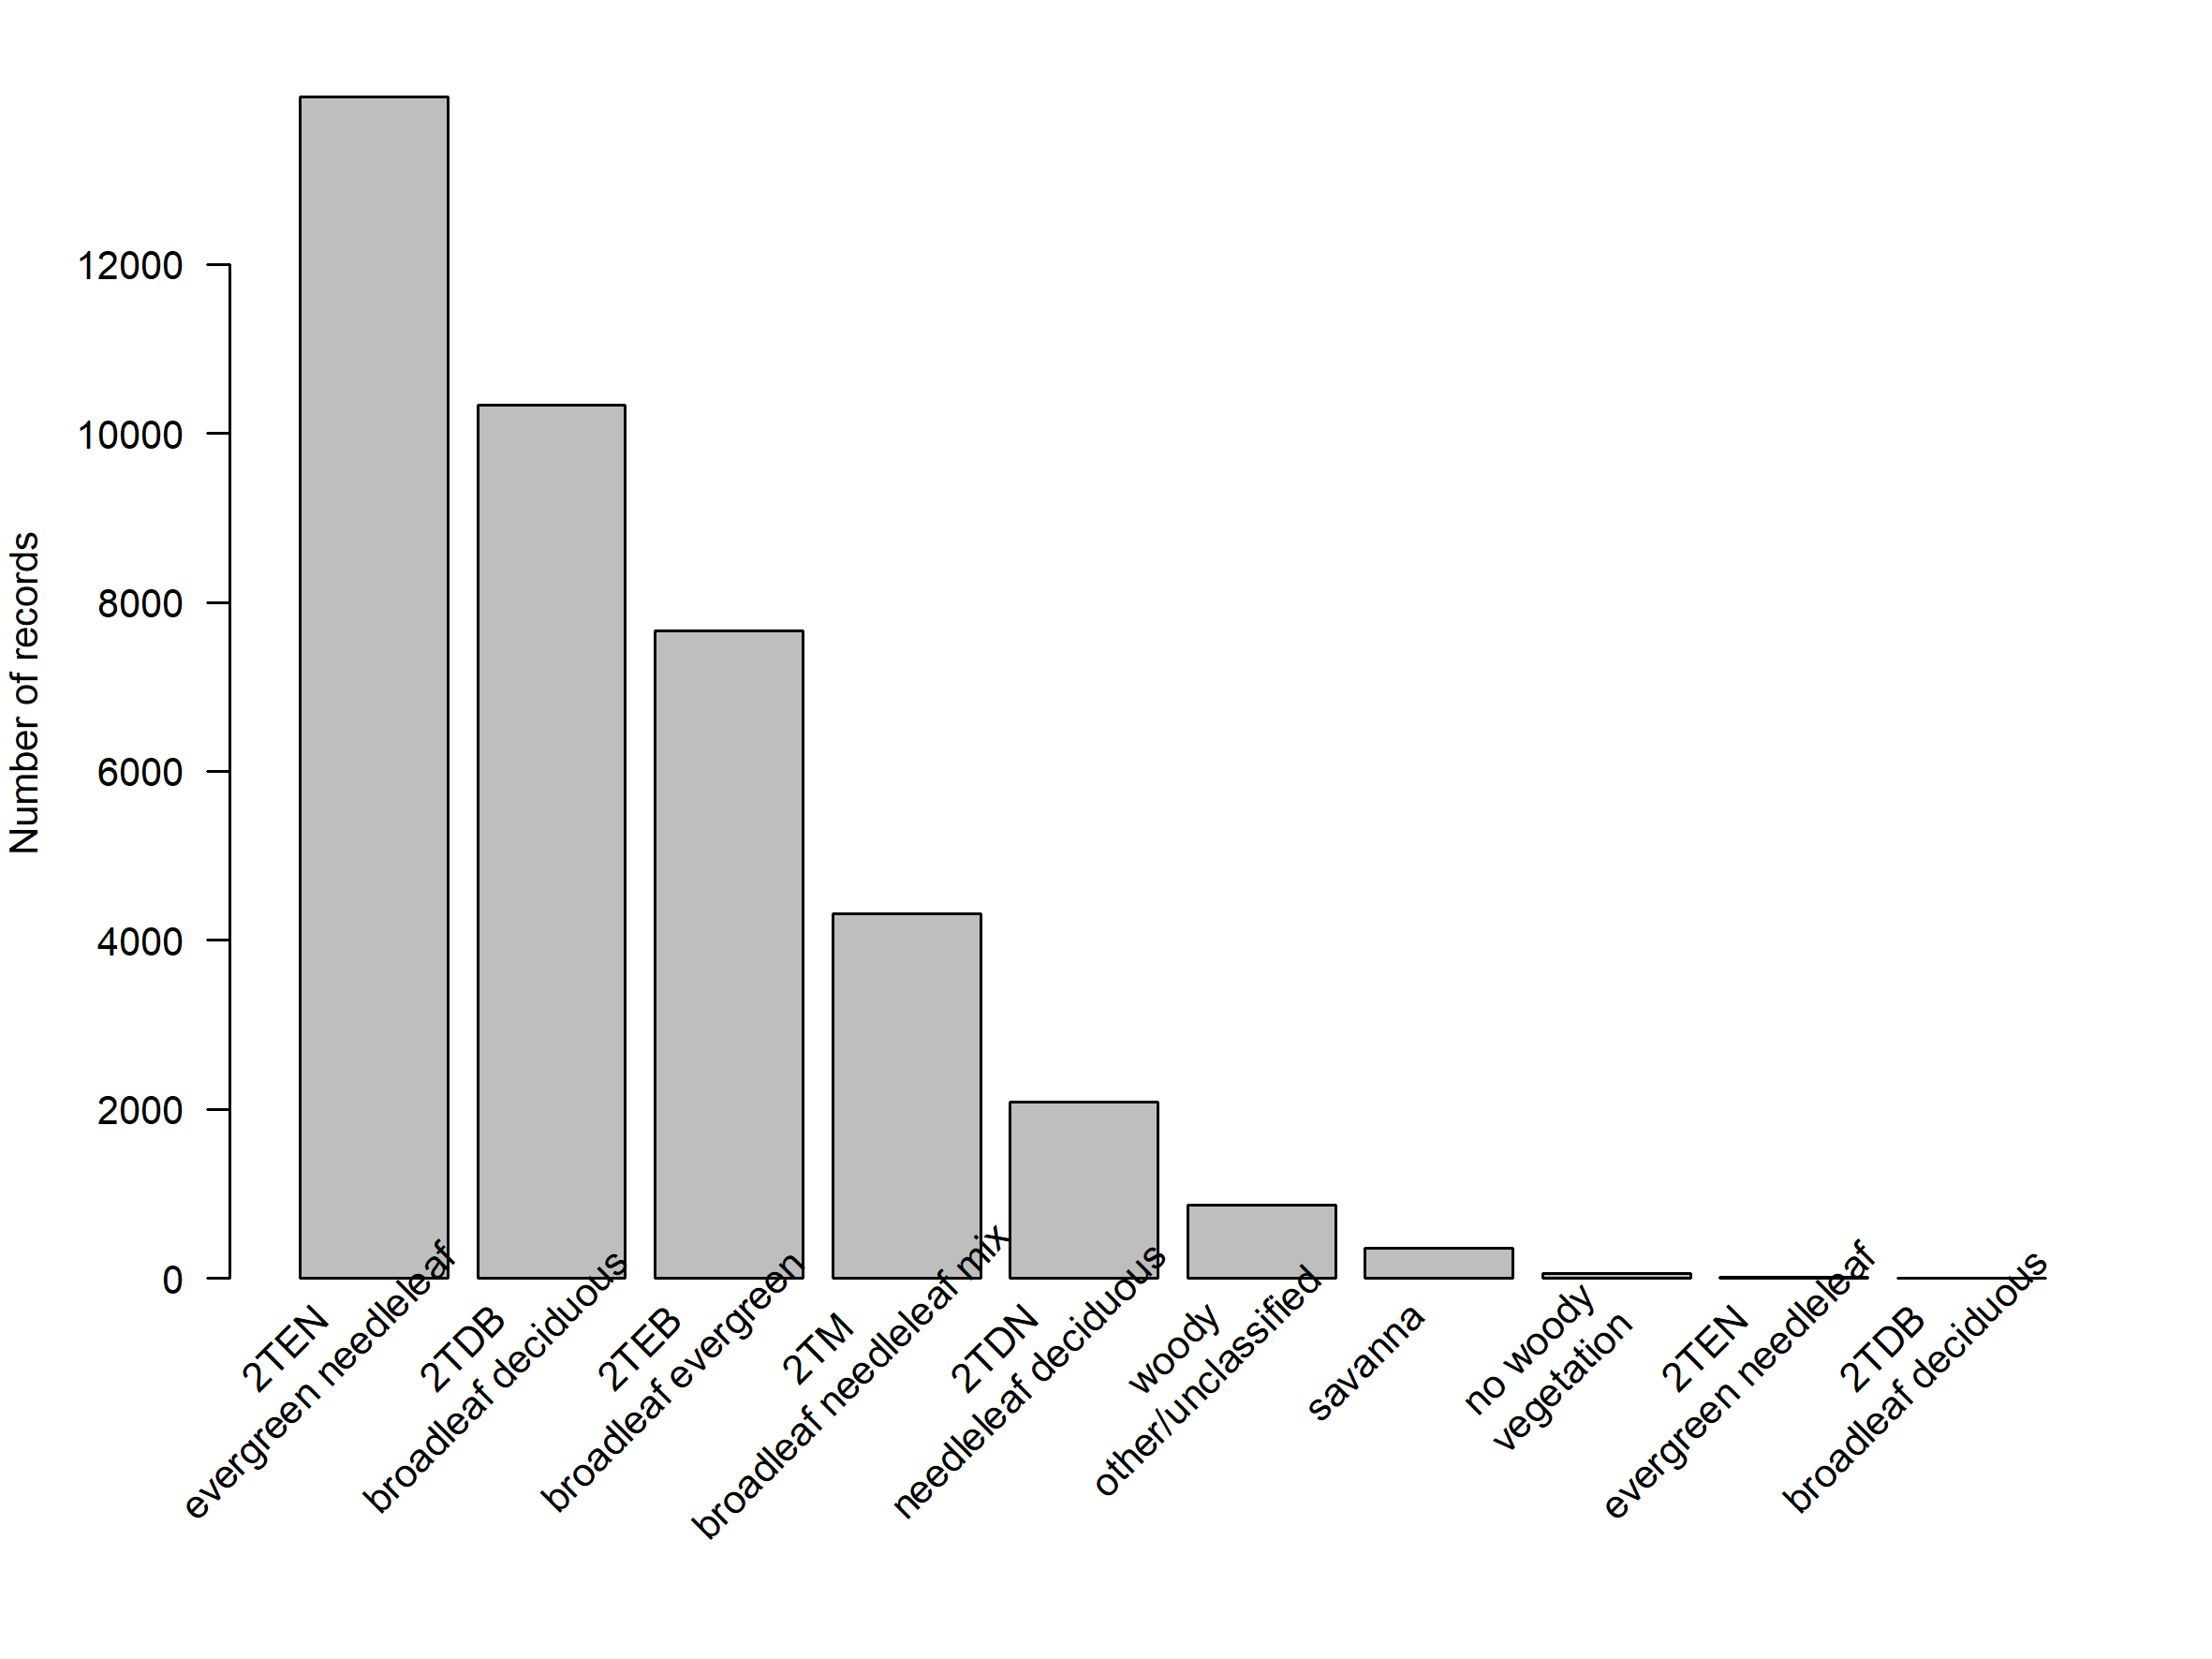 12000
10000
8000
6000
4000
2000
0
Number of records
2TEN
evergreen needleleaf
2TDB
broadleaf deciduous
2TEB
broadleaf evergreen
2TM
broadleaf needleleaf mix
2TDN
needleleaf deciduous
woody
other/unclassified
savanna
no woody
vegetation
2TEN
evergreen needleleaf
2TDB
broadleaf deciduous